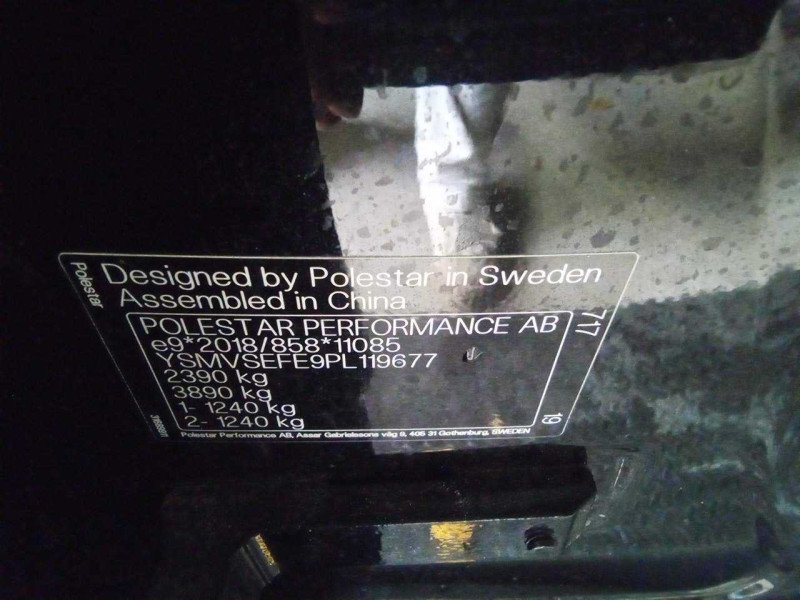 Polestar
Designed by Polestar in Sweden
Assembled in China
POLESTAR PERFORMANCE AB
e9*2018/858*11085
YSMVSEFE9PL119677
2390 kg
3890 kg
1- 1240 kg
2- 1240 kg
717
19
Polestar Performance AB, Assar Gabrielssons väg 9, 405 31 Gothenburg, SWEDEN